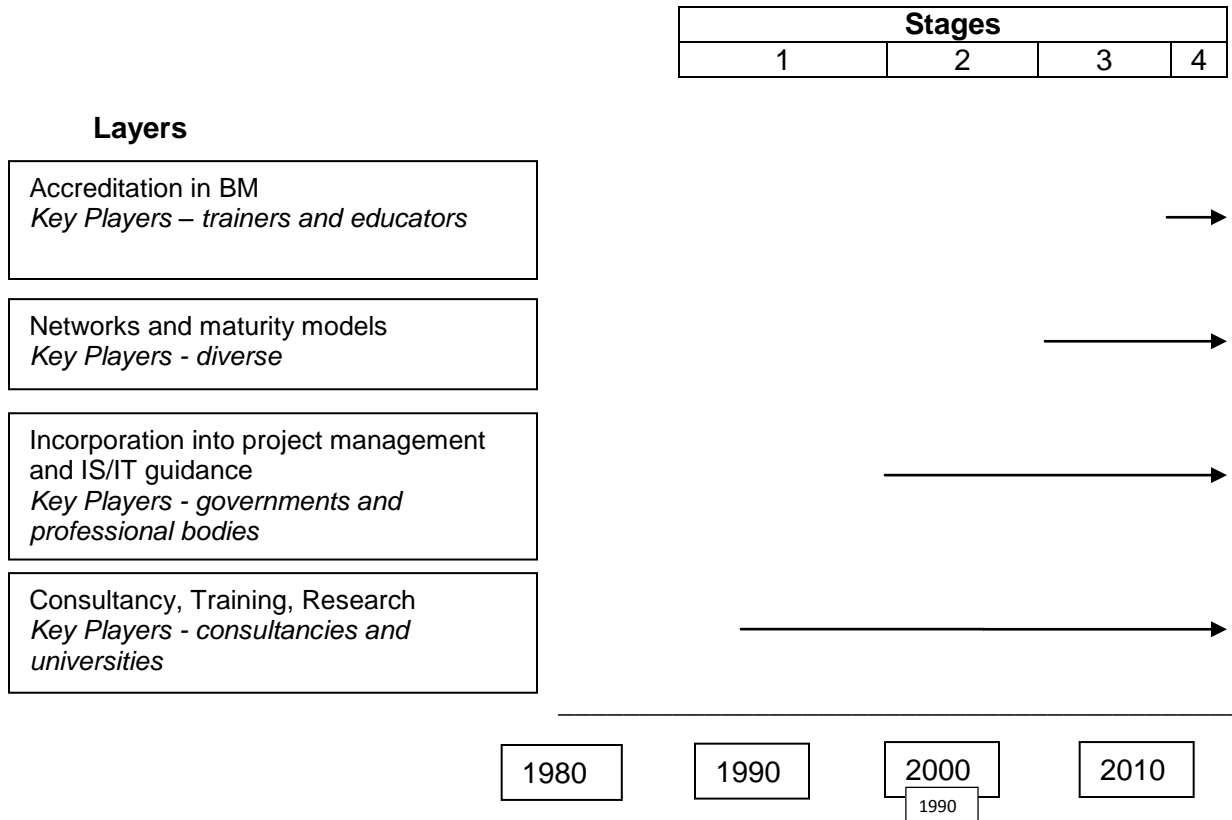 Stages
1 2 3 4
Layers
Accreditation in BM
Key Players – trainers and educators
Networks and maturity models
Key Players - diverse
Incorporation into project management
and IS/IT guidance
Key Players - governments and
professional bodies
Consultancy, Training, Research
Key Players - consultancies and
universities
1980 1990 2000 2010
1990